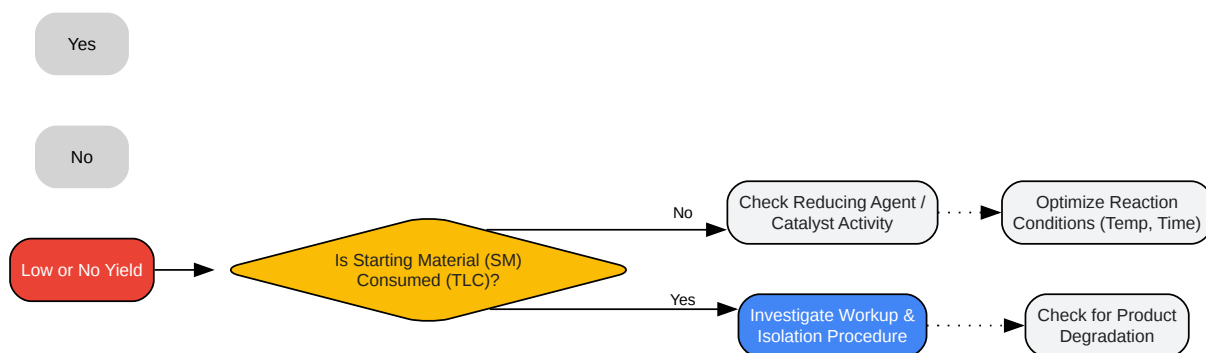 Yes
No
Low or No Yield
Is Starting Material (SM)
Consumed (TLC)?
No
Check Reducing Agent /
Catalyst Activity
Optimize Reaction
Conditions (Temp, Time)
Yes
Investigate Workup &
Isolation Procedure
Check for Product
Degradation